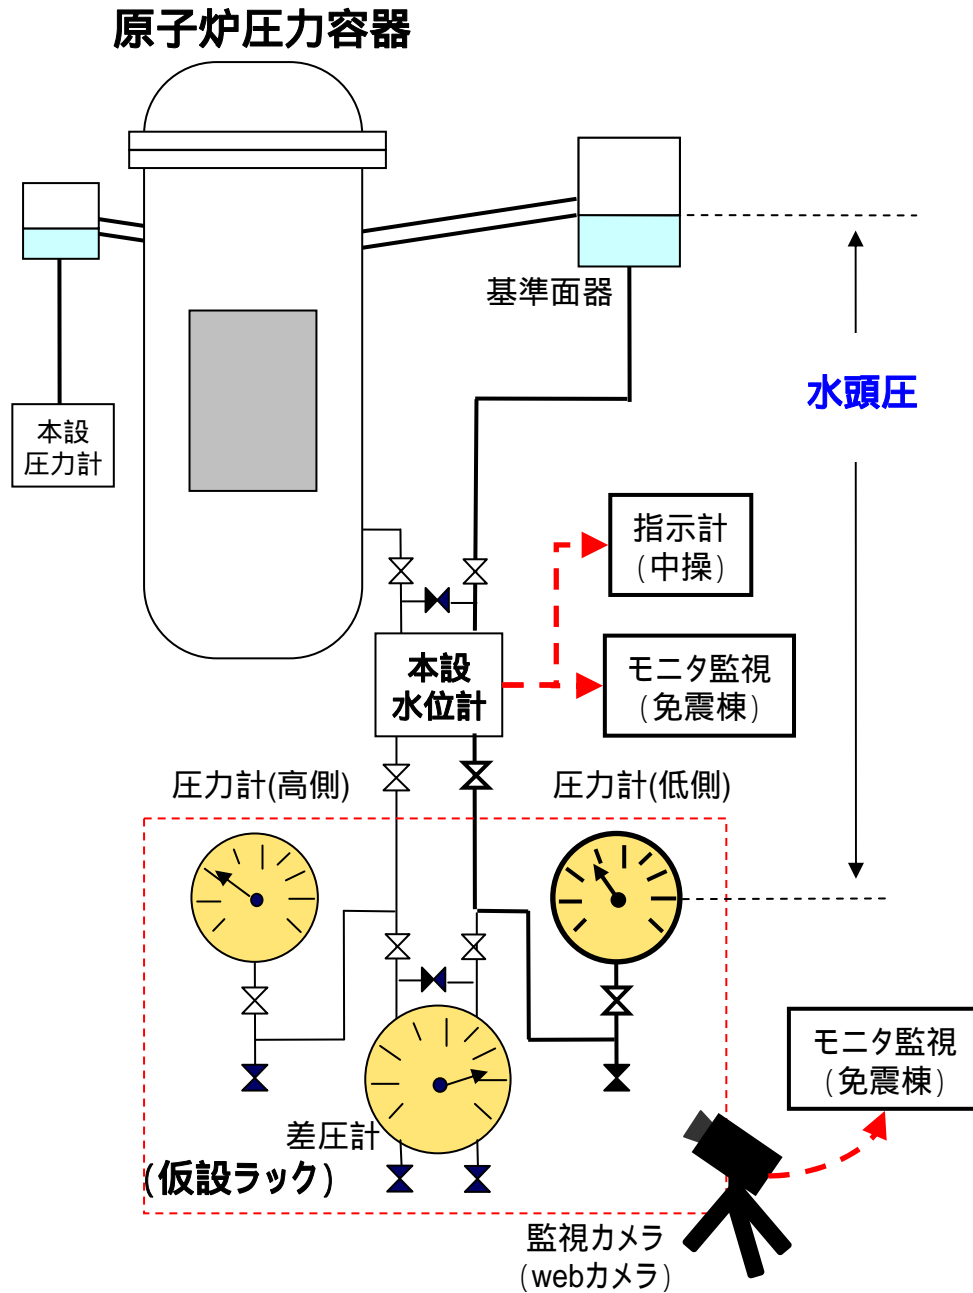 原子炉圧力容器
基準面器
水頭圧
本設
圧力計
指示計
(中操)
本設
水位計
モニタ監視
(免震棟)
圧力計(高側)
圧力計(低側)
モニタ監視
(免震棟)
差圧計
(仮設ラック)
監視カメラ
(webカメラ)